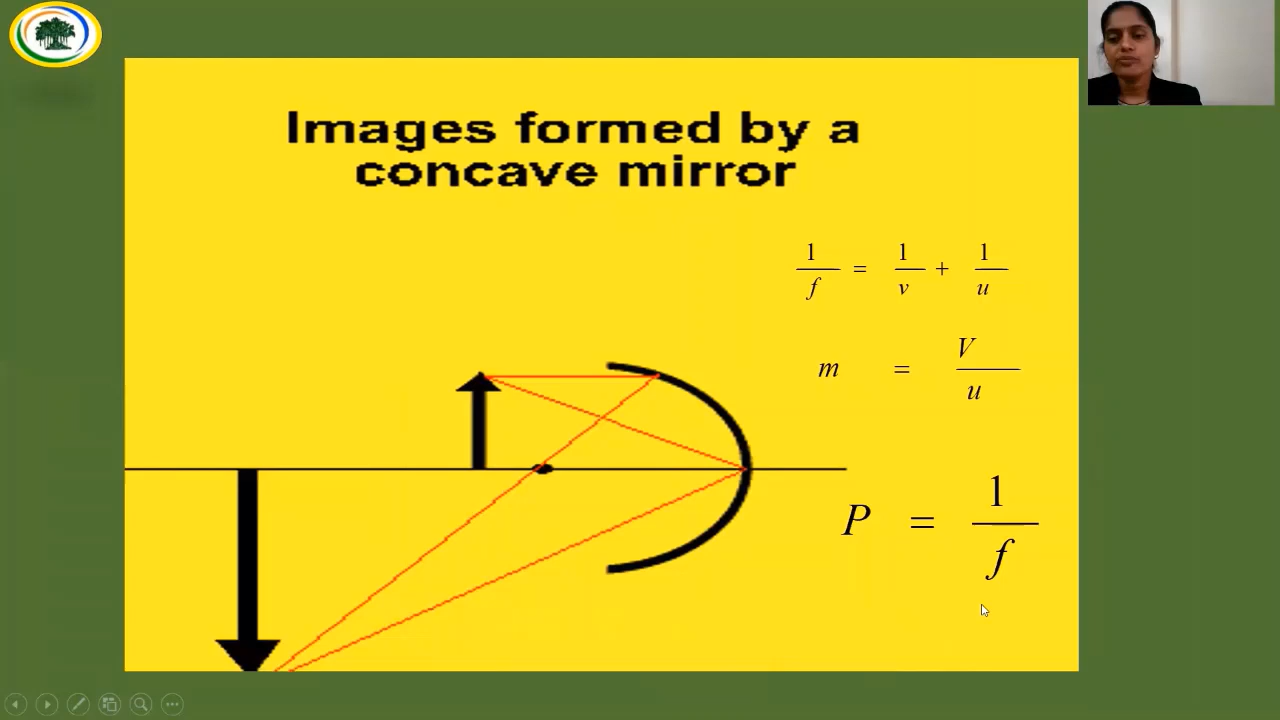 Images formed by a
concave mirror
1/f = 1/v + 1/u
m = V/u
P = 1/f